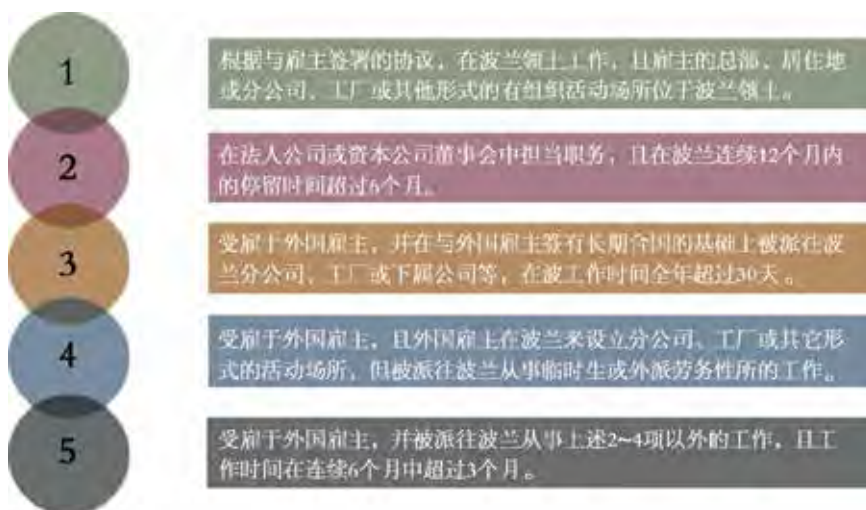 1
根据与雇主签署的协议，在波兰领土工作，且雇主的总部、居住地
或分公司、工厂或其他形式的有组织活动场所位于波兰领土。
2
在法人公司或资本公司董事会中担当职务，且在波兰连续12个月内
的停留时间超过6个月。
3
受雇于外国雇主，并在与外国雇主签有长期合同的基础上被派往波
兰分公司、工厂或下属公司等，在波工作时间全年超过30天。
4
受雇于外国雇主，且外国雇主在波兰未设立分公司、工厂或其它形
式的活动场所，但被派往波兰从事临时生或外派劳务性所的工作。
5
受雇于外国雇主，并被派往波兰从事上述2~4项以外的工作，且工
作时间在连续6个月中超过3个月。